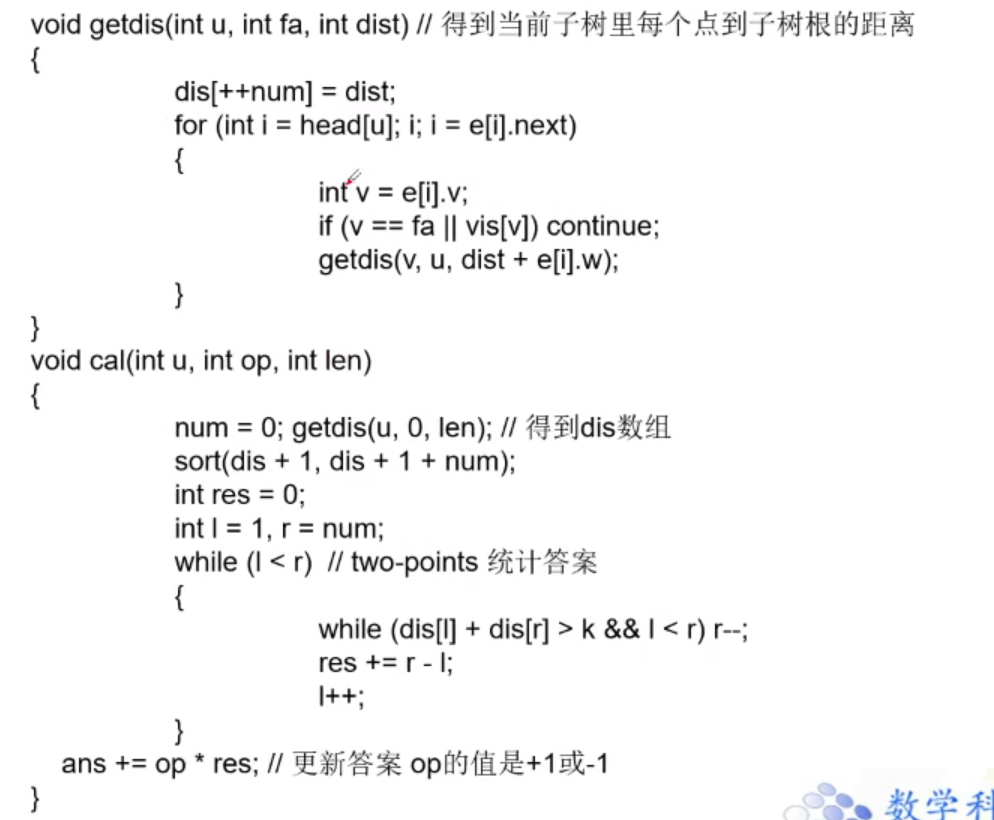 void getdis(int u, int fa, int dist) // 得到当前子树里每个点到子树根的距离
{
dis[++num] = dist;
for (int i = head[u]; i; i = e[i].next)
{
int v = e[i].v;
if (v == fa || vis[v]) continue;
getdis(v, u, dist + e[i].w);
}
}
void cal(int u, int op, int len)
{
num = 0; getdis(u, 0, len); // 得到dis数组
sort(dis + 1, dis + 1 + num);
int res = 0;
int l = 1, r = num;
while (l < r) // two-points 统计答案
{
while (dis[l] + dis[r] > k && l < r) r--;
res += r - l;
l++;
}
ans += op * res; // 更新答案 op的值是+1或-1
}
数学科